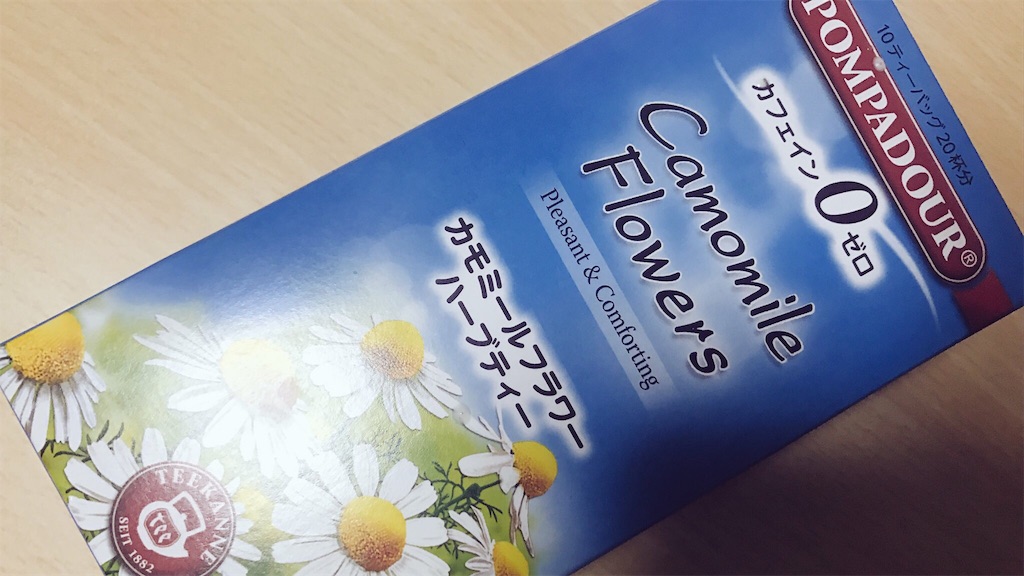 10ティーバッグ20杯分
POMPADOUR®
カフェイン0ゼロ
Camomile
Flowers
Pleasant & Comforting
カモミールフラワー
ハーブティー
TEEKANNE
Tee
SEIT 1882